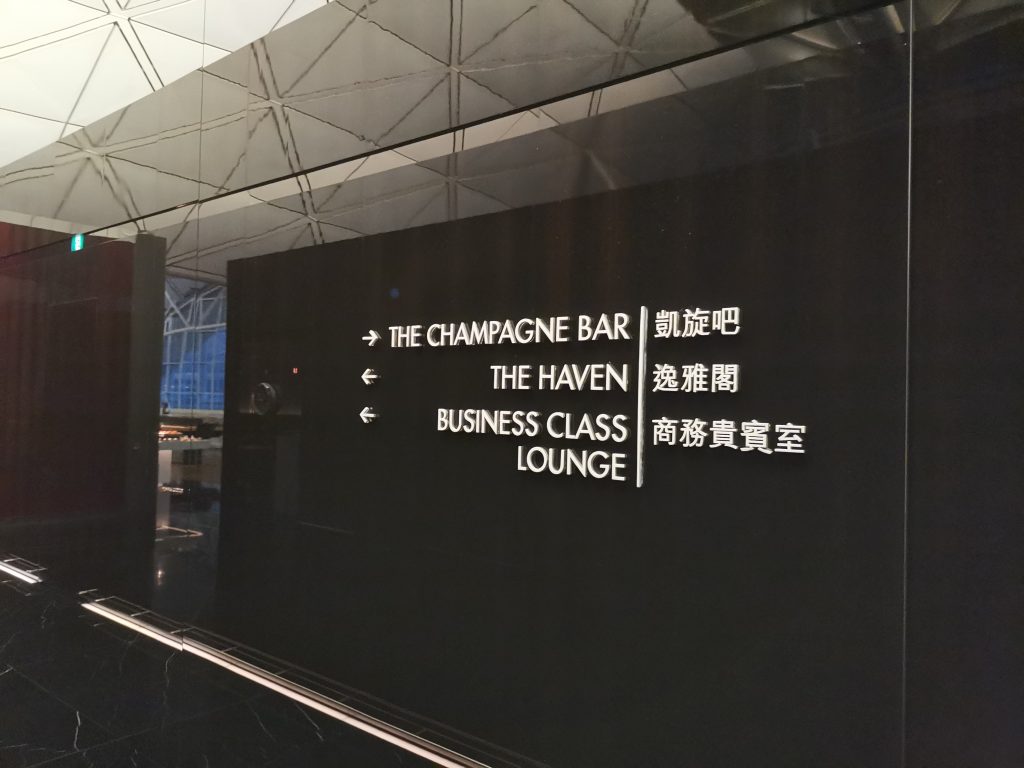 → THE CHAMPAGNE BAR 凱旋吧
← THE HAVEN 逸雅閣
← BUSINESS CLASS 商務貴賓室
LOUNGE